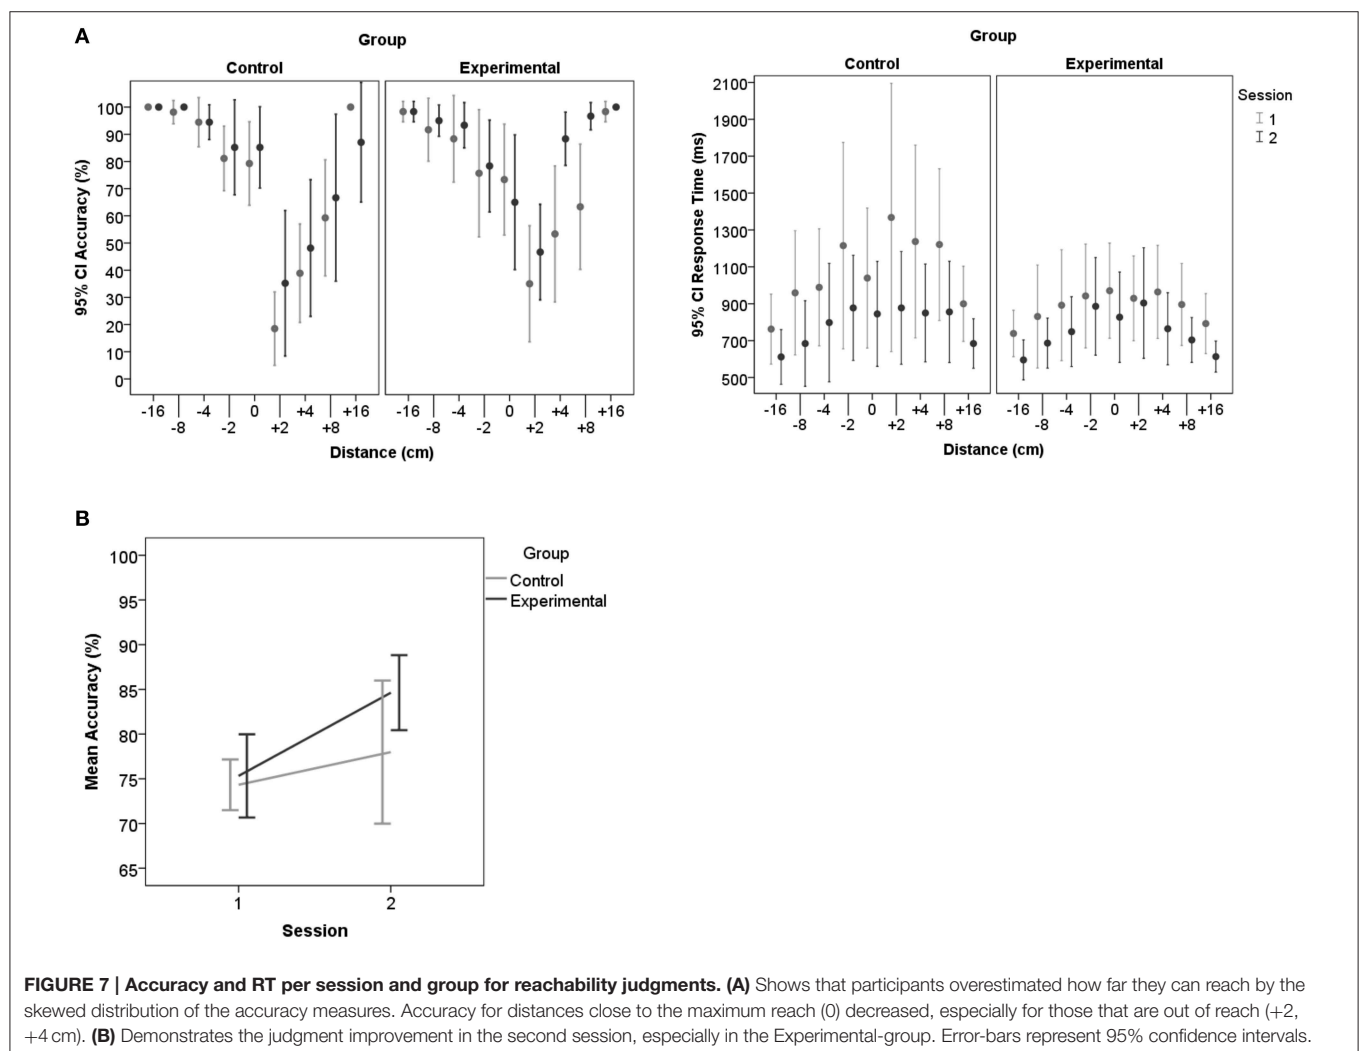 A
Group
Control
Experimental
95% CI Accuracy (%)
100
90
80
70
60
50
40
30
20
10
0
-16 -4 0 +4 +16 -16 -4 0 +4 +16
-8 -2 +2 +8 -8 -2 +2 +8
Distance (cm)
Group
Control
Experimental
Session
1
2
95% CI Response Time (ms)
2100
1900
1700
1500
1300
1100
900
700
500
-16 -4 0 +4 +16 -16 -4 0 +4 +16
-8 -2 +2 +8 -8 -2 +2 +8
Distance (cm)
B
Group
Control
Experimental
Mean Accuracy (%)
100
95
90
85
80
75
70
65
1 2
Session
FIGURE 7 | Accuracy and RT per session and group for reachability judgments. (A) Shows that participants overestimated how far they can reach by the
skewed distribution of the accuracy measures. Accuracy for distances close to the maximum reach (0) decreased, especially for those that are out of reach (+2,
+4 cm). (B) Demonstrates the judgment improvement in the second session, especially in the Experimental-group. Error-bars represent 95% confidence intervals.